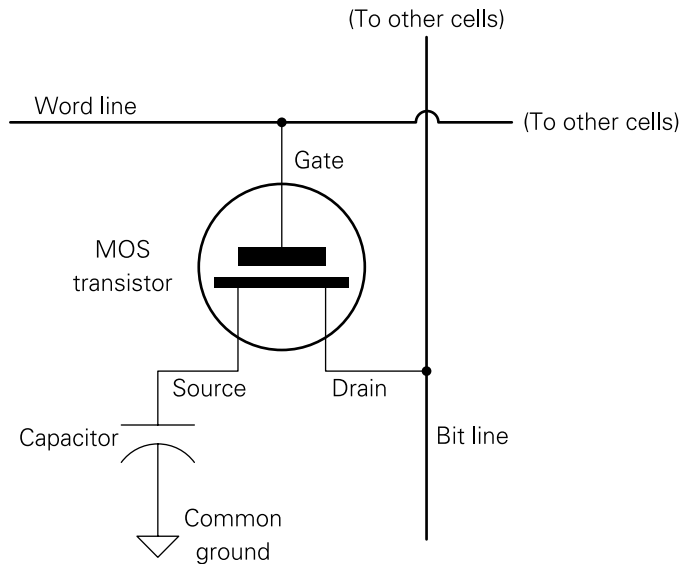 (To other cells)
Word line
(To other cells)
Gate
MOS
transistor
Source
Drain
Capacitor
Bit line
Common
ground